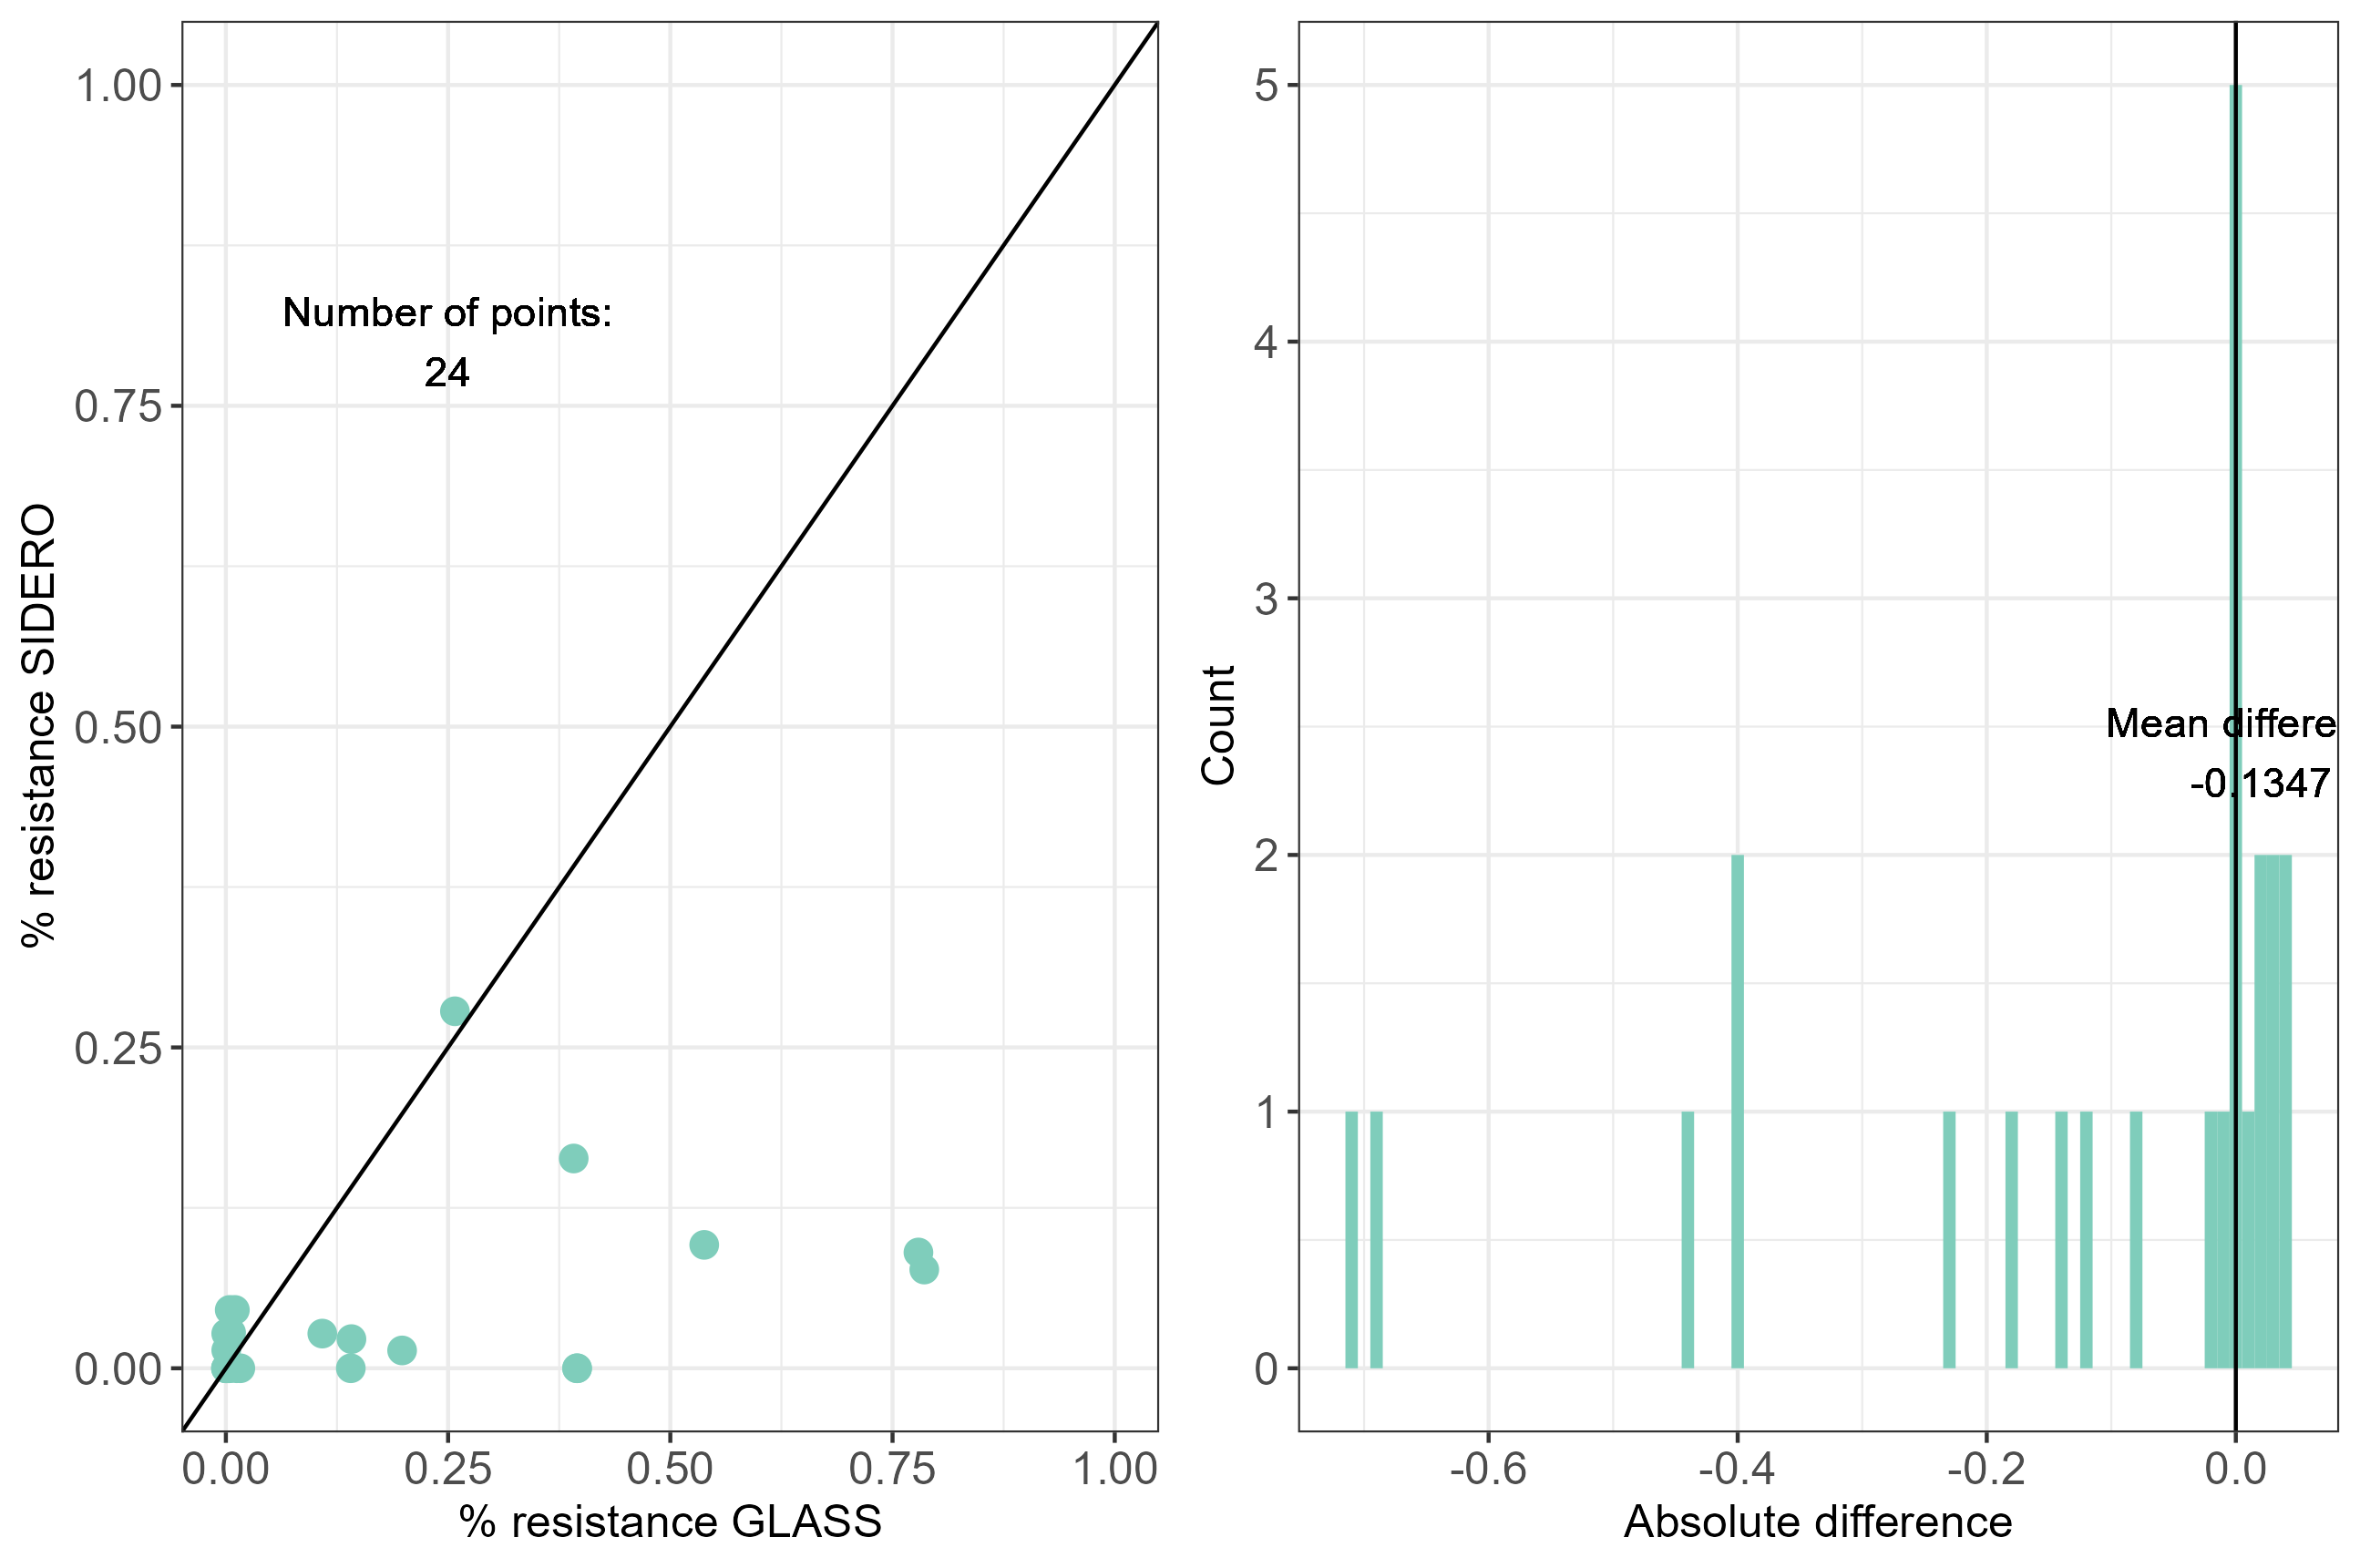 1.00
0.75
0.50
0.25
0.00
% resistance SIDERO
Number of points:
24
0.00 0.25 0.50 0.75 1.00
% resistance GLASS
5
4
3
2
1
0
Count
Mean differe
-0.1347
-0.6 -0.4 -0.2 0.0
Absolute difference